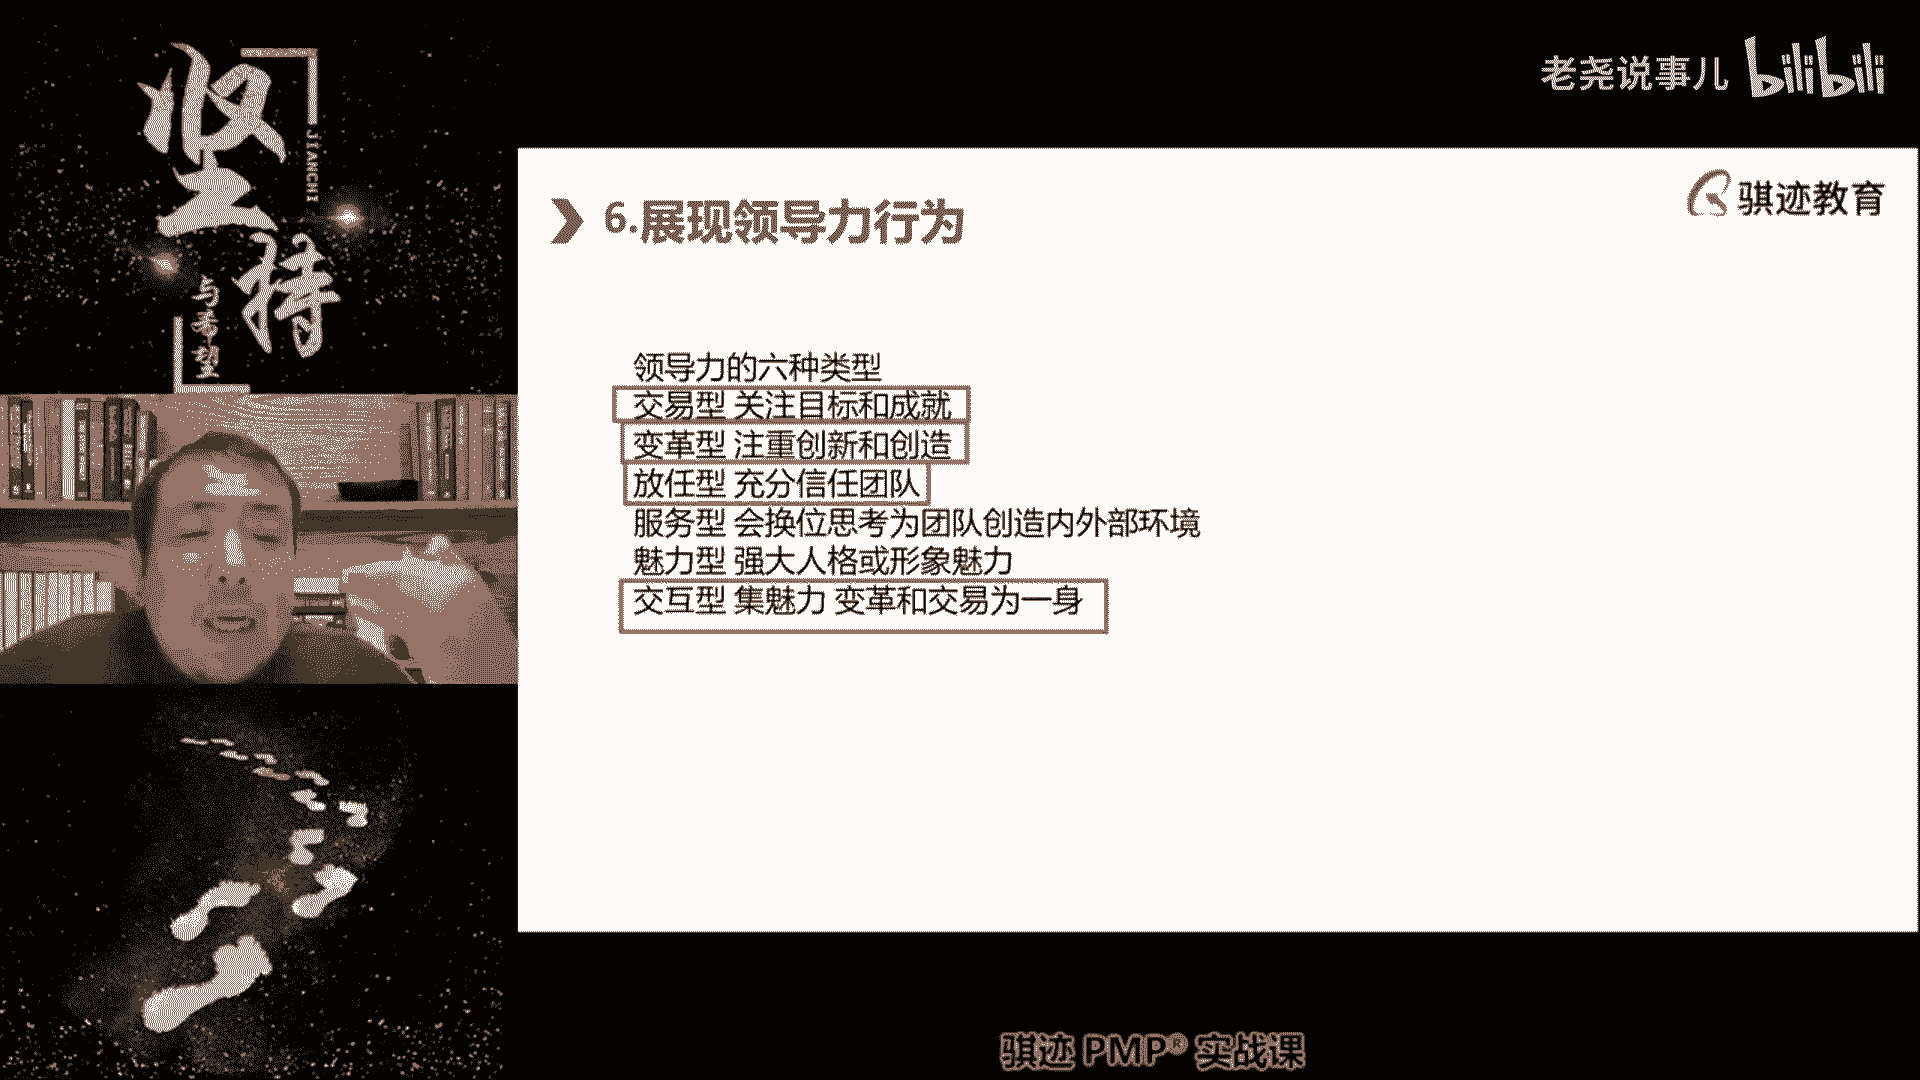 坚持
JIANCHI
与希望
老尧说事儿 bilibili
骐迹教育
6.展现领导力行为
领导力的六种类型
交易型 关注目标和成就
变革型 注重创新和创造
放任型 充分信任团队
服务型 会换位思考为团队创造内外部环境
魅力型 强大人格或形象魅力
交互型 集魅力 变革和交易为一身
骐迹 PMP® 实战课